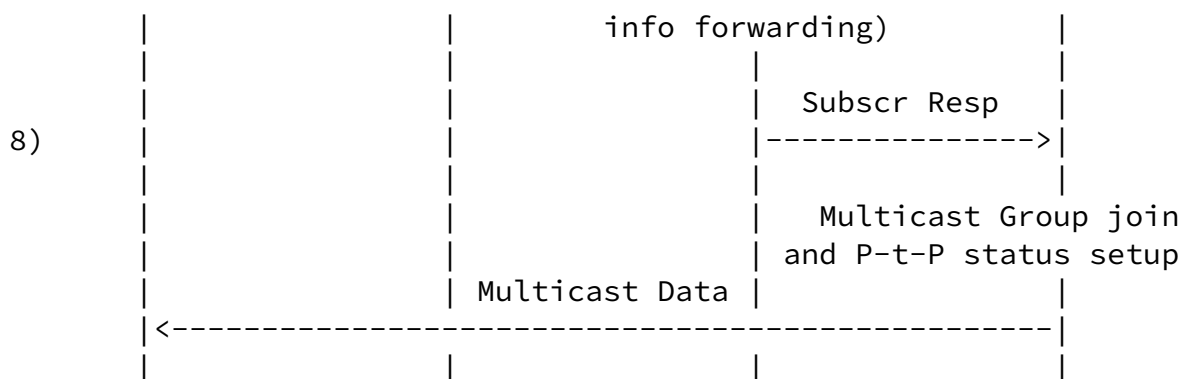 info forwarding)
Subscr Resp
8)
Multicast Group join
and P-t-P status setup
Multicast Data